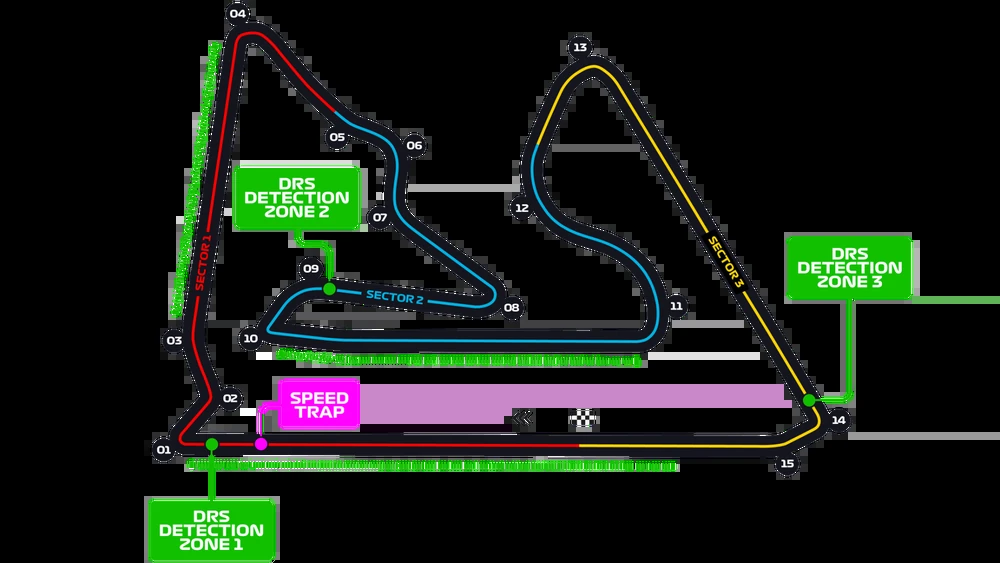 04
13
05
06
DRS
DETECTION
ZONE 2
07
12
SECTOR 1
SECTOR 3
DRS
DETECTION
ZONE 3
09
SECTOR 2
08
11
03
10
02
SPEED
TRAP
14
01
15
DRS
DETECTION
ZONE 1